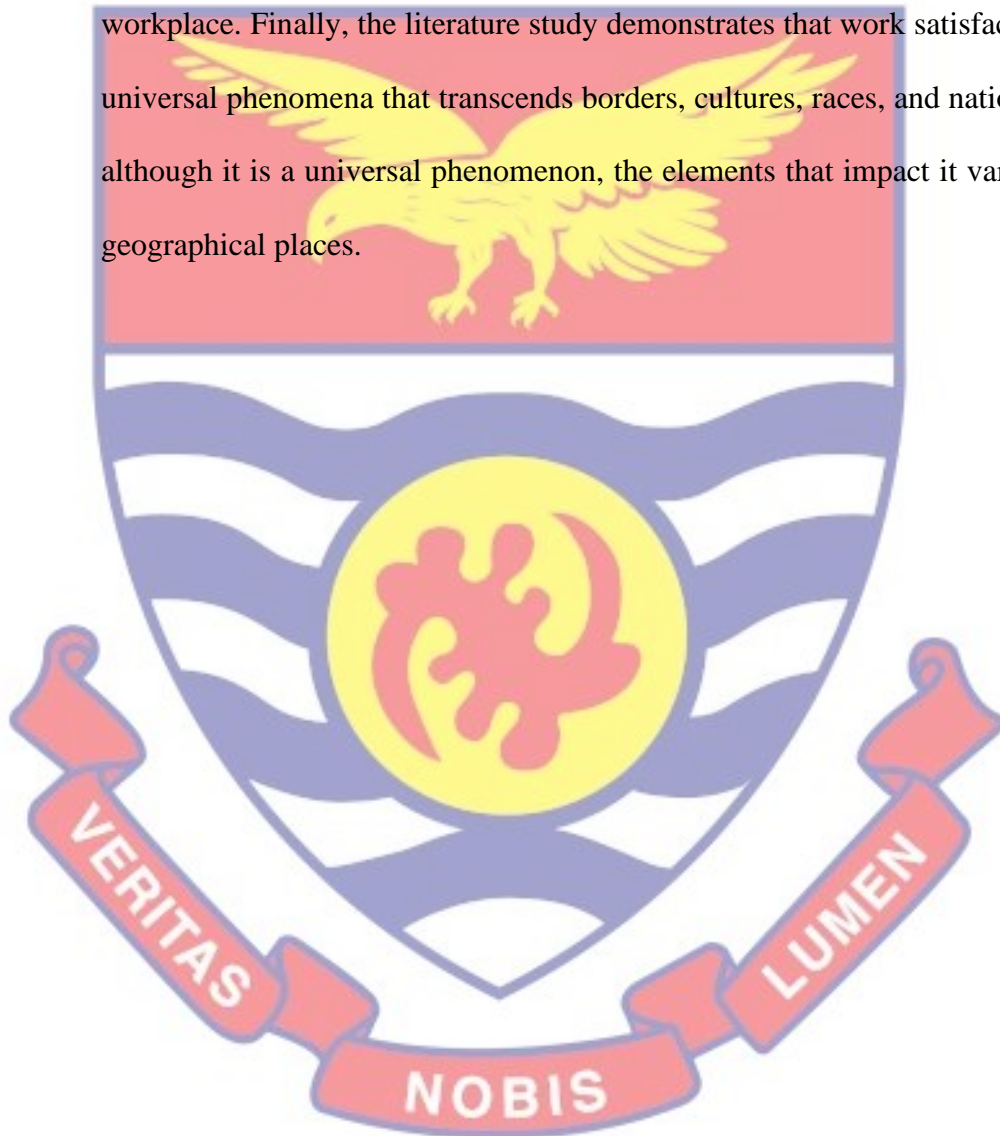 workplace. Finally, the literature study demonstrates that work satisfac
universal phenomena that transcends borders, cultures, races, and natio
although it is a universal phenomenon, the elements that impact it var
geographical places.
VERITAS
NOBIS
LUMEN